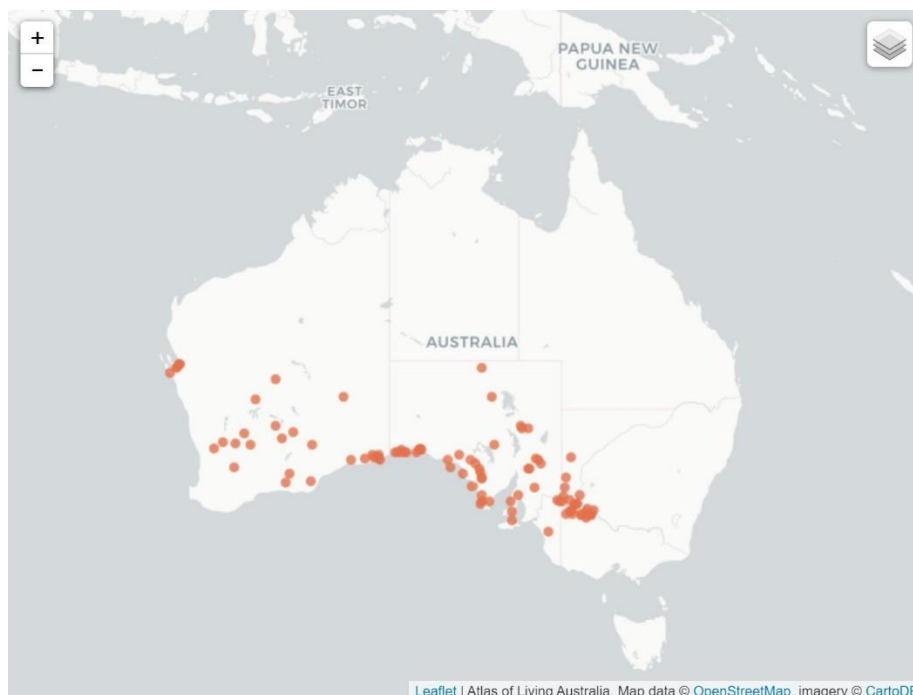 +
−
PAPUA NEW
GUINEA
EAST
TIMOR
AUSTRALIA
Leaflet | Atlas of Living Australia, Map data © OpenStreetMap, imagery © CartoDB